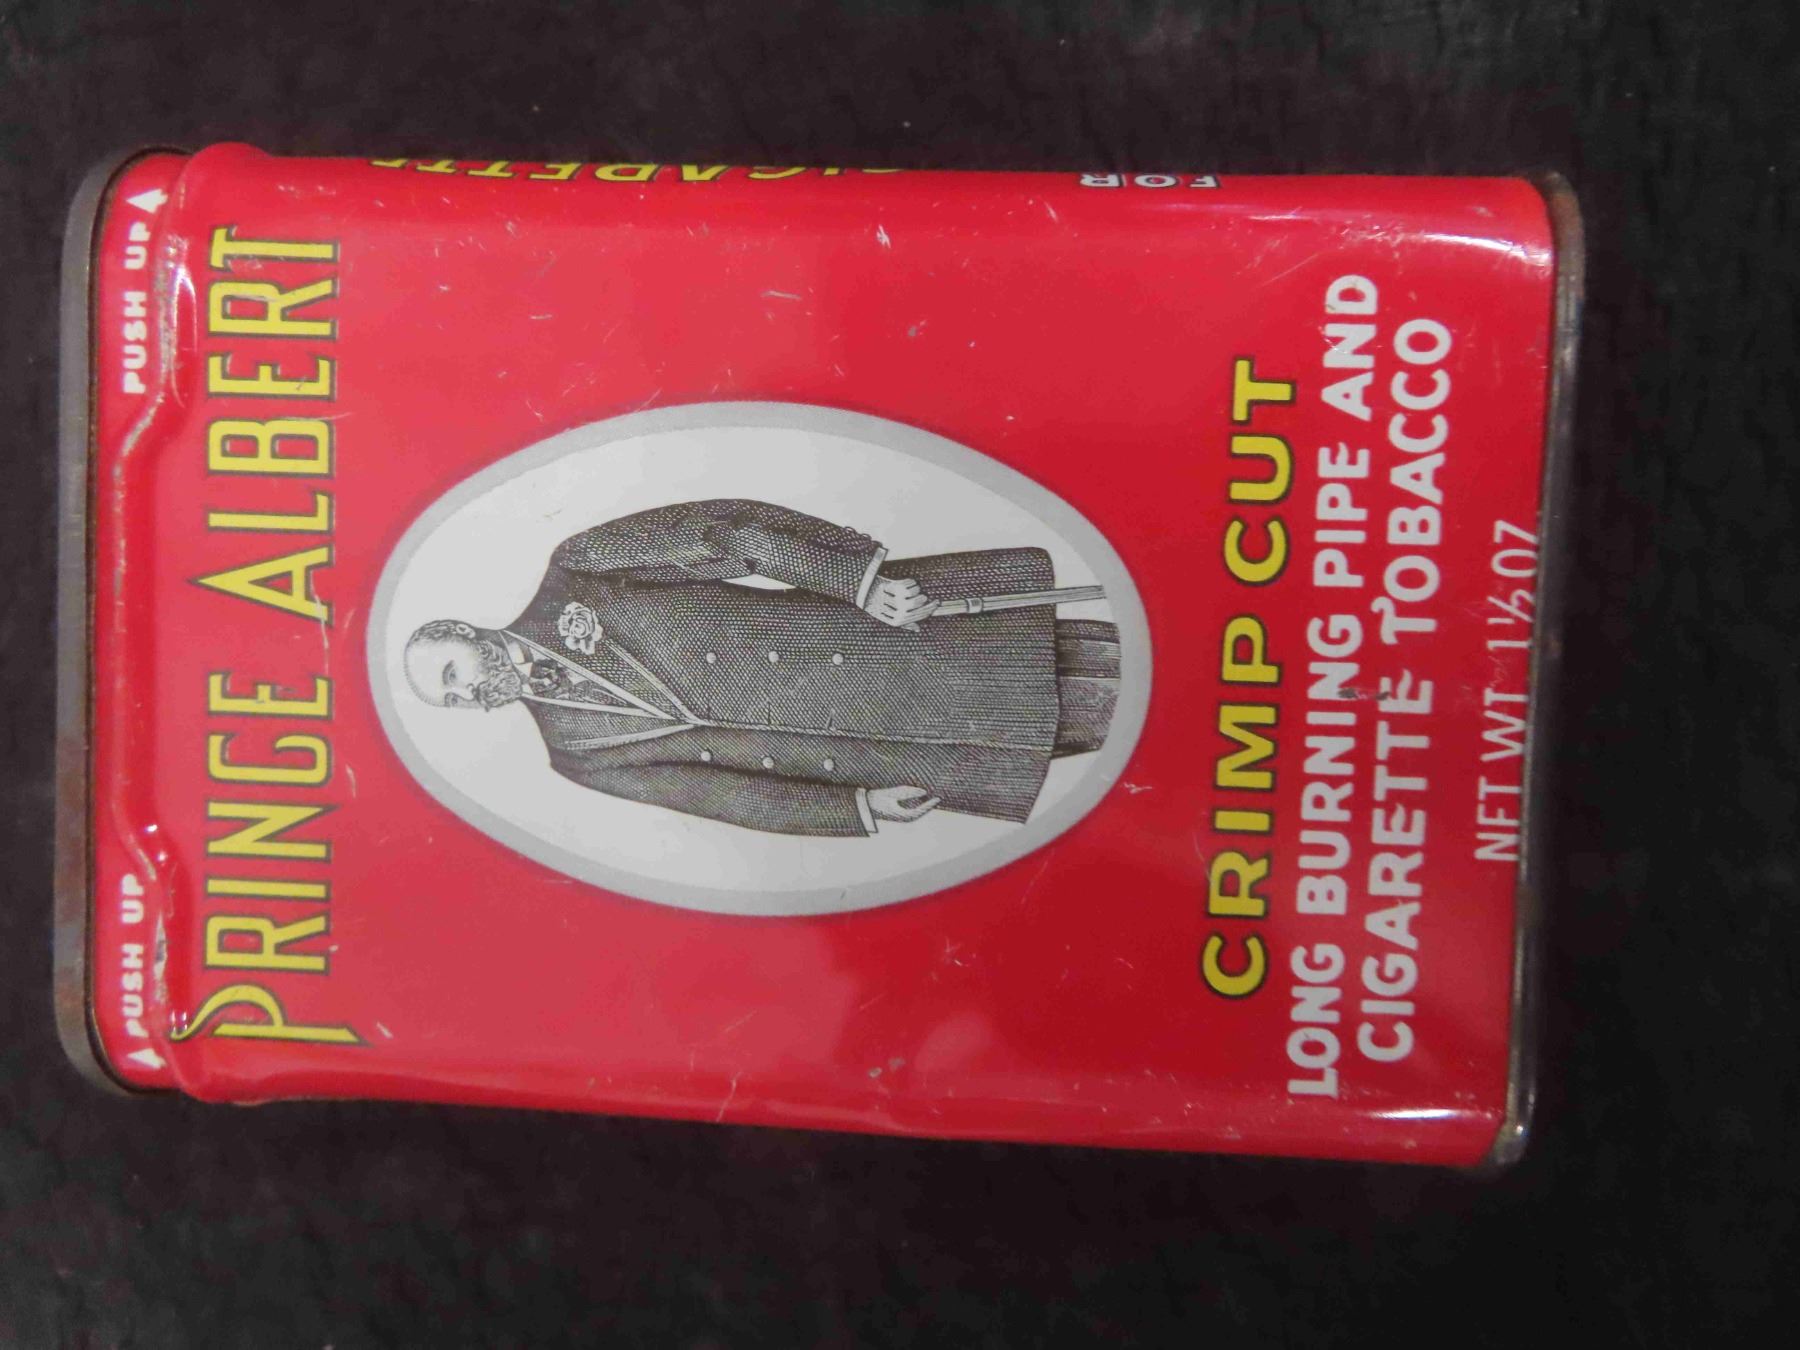 PUSH UP PUSH UP
PRINCE ALBERT
CRIMP CUT
LONG BURNING PIPE AND
CIGARETTE TOBACCO
NET WT 1½ OZ
CIGARETTE
FOR